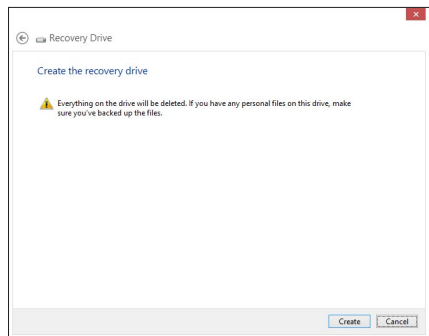 Recovery Drive
Create the recovery drive
Everything on the drive will be deleted. If you have any personal files on this drive, make
sure you've backed up the files.
Create Cancel